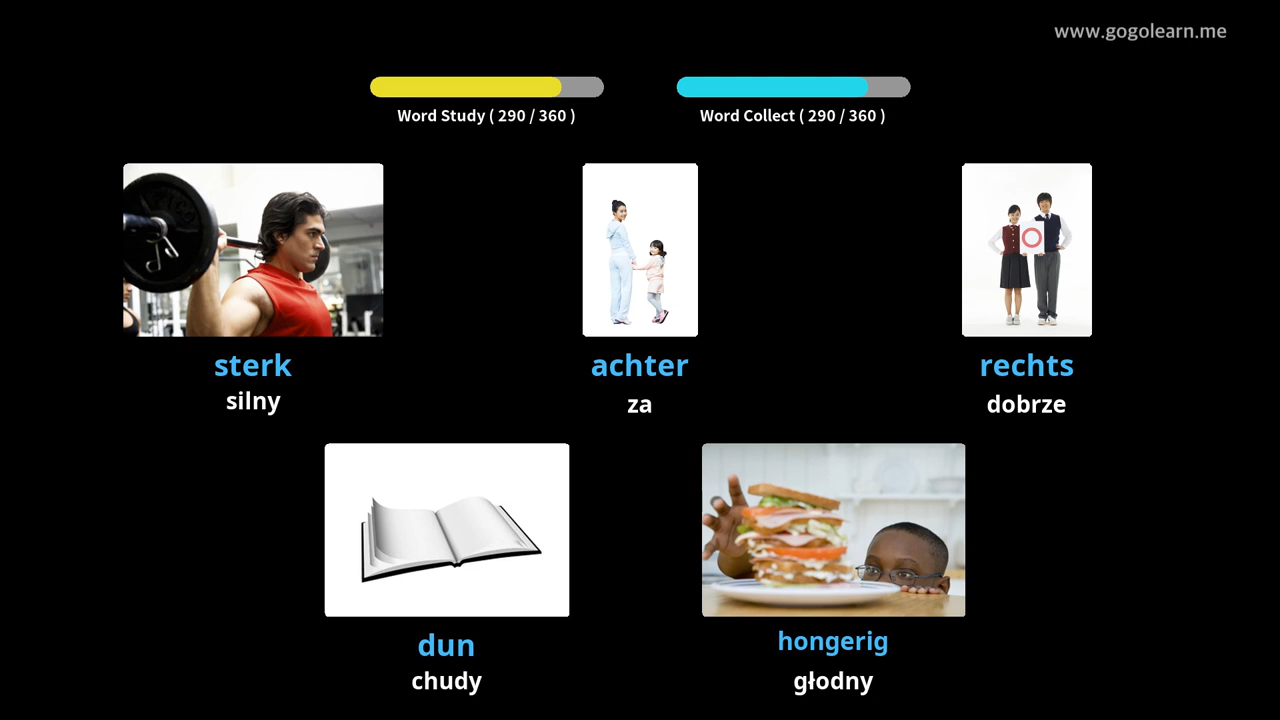 www.gogolearn.me
Word Study ( 290 / 360 )
Word Collect ( 290 / 360 )
sterk
silny
achter
za
rechts
dobrze
dun
chudy
hongerig
głodny